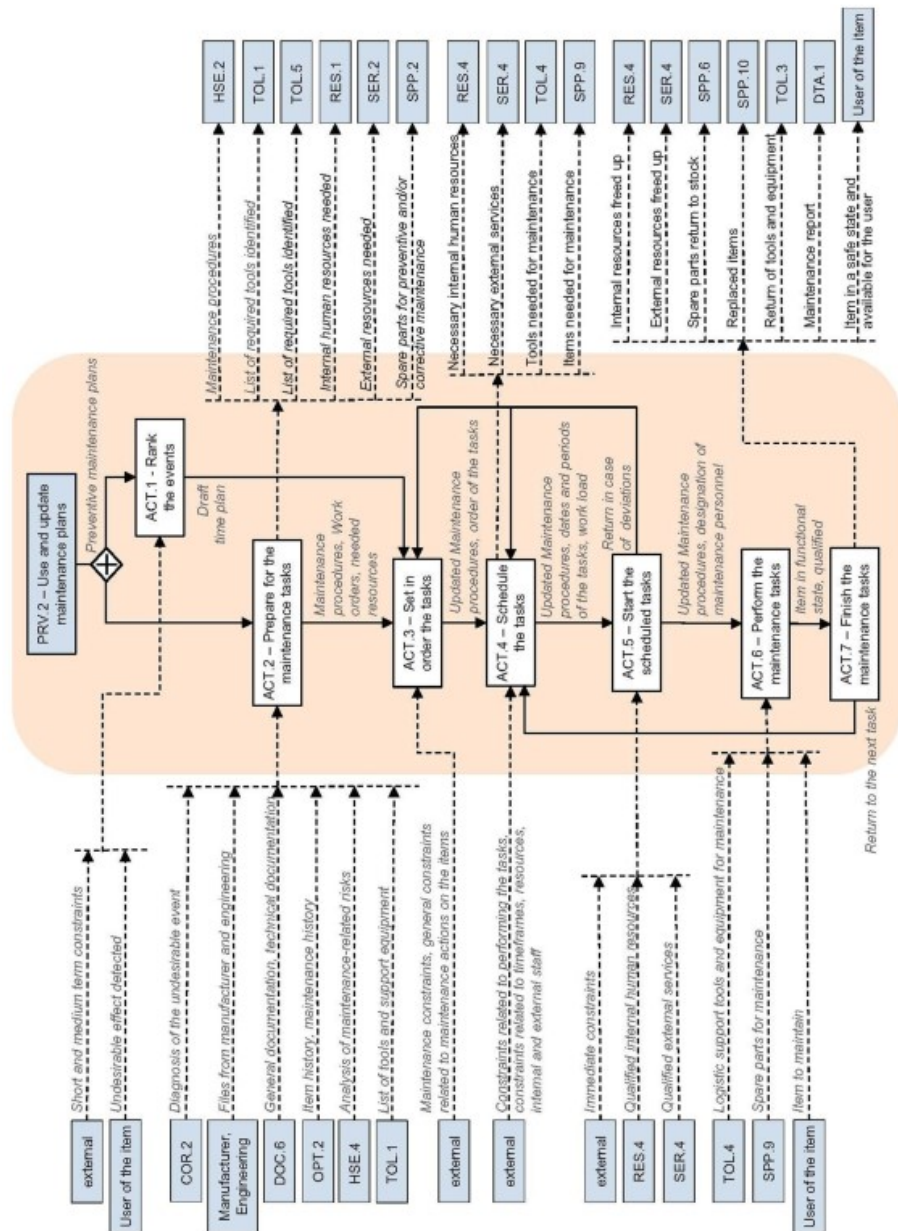 PRV.2 – Use and update
maintenance plans
Preventive maintenance plans
ACT.1 - Rank
the events
Draft
time plan
ACT.2 – Prepare for the
maintenance tasks
Maintenance
procedures, Work
orders, needed
resources
ACT.3 – Set in
order the tasks
Updated Maintenance
procedures, order of the tasks
ACT.4 – Schedule
the tasks
Updated Maintenance
procedures, dates and periods
of the tasks, work load
Return in case
of deviations
ACT.5 – Start the
scheduled tasks
Updated Maintenance
procedures, designation of
maintenance personnel
ACT.6 – Perform the
maintenance tasks
Item in functional
state, qualified
ACT.7 – Finish the
maintenance tasks
Return to the next task
external
Short and medium term constraints
User of the item
Undesirable effect detected
COR.2
Diagnosis of the undesirable event
Manufacturer,
Engineering
Files from manufacturer and engineering
DOC.6
General documentation, technical documentation
OPT.2
Item history, maintenance history
HSE.4
Analysis of maintenance-related risks
TOL.1
List of tools and support equipment
external
Maintenance constraints, general constraints
related to maintenance actions on the items
external
Constraints related to performing the tasks,
constraints related to timeframes, resources,
internal and external staff
external
Immediate constraints
RES.4
Qualified internal human resources
SER.4
Qualified external services
TOL.4
Logistic support tools and equipment for maintenance
SPP.9
Spare parts for maintenance
User of the item
Item to maintain
Maintenance procedures
HSE.2
List of required tools identified
TOL.1
List of required tools identified
TOL.5
Internal human resources needed
RES.1
External resources needed
SER.2
Spare parts for preventive and/or
corrective maintenance
SPP.2
Necessary internal human resources
RES.4
Necessary external services
SER.4
Tools needed for maintenance
TOL.4
Items needed for maintenance
SPP.9
Internal resources freed up
RES.4
External resources freed up
SER.4
Spare parts return to stock
SPP.6
Replaced items
SPP.10
Return of tools and equipment
TOL.3
Maintenance report
DTA.1
Item in a safe state and
available for the user
User of the item